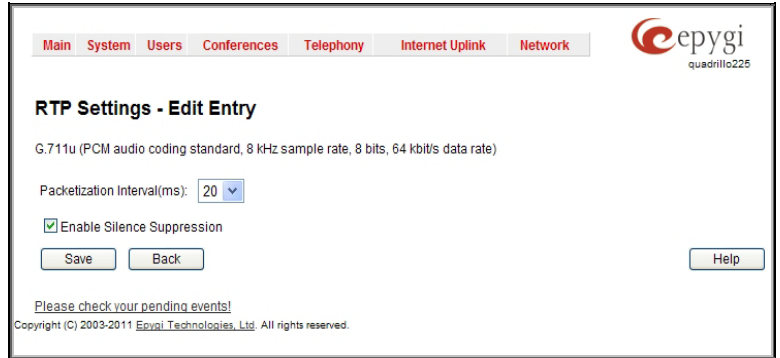 Main System Users Conferences Telephony Internet Uplink Network
epygi
quadrillo225
RTP Settings - Edit Entry
G.711u (PCM audio coding standard, 8 kHz sample rate, 8 bits, 64 kbit/s data rate)
Packetization Interval(ms): 20
Enable Silence Suppression
Save Back Help
Please check your pending events!
Copyright (C) 2003-2011 Epygi Technologies, Ltd. All rights reserved.